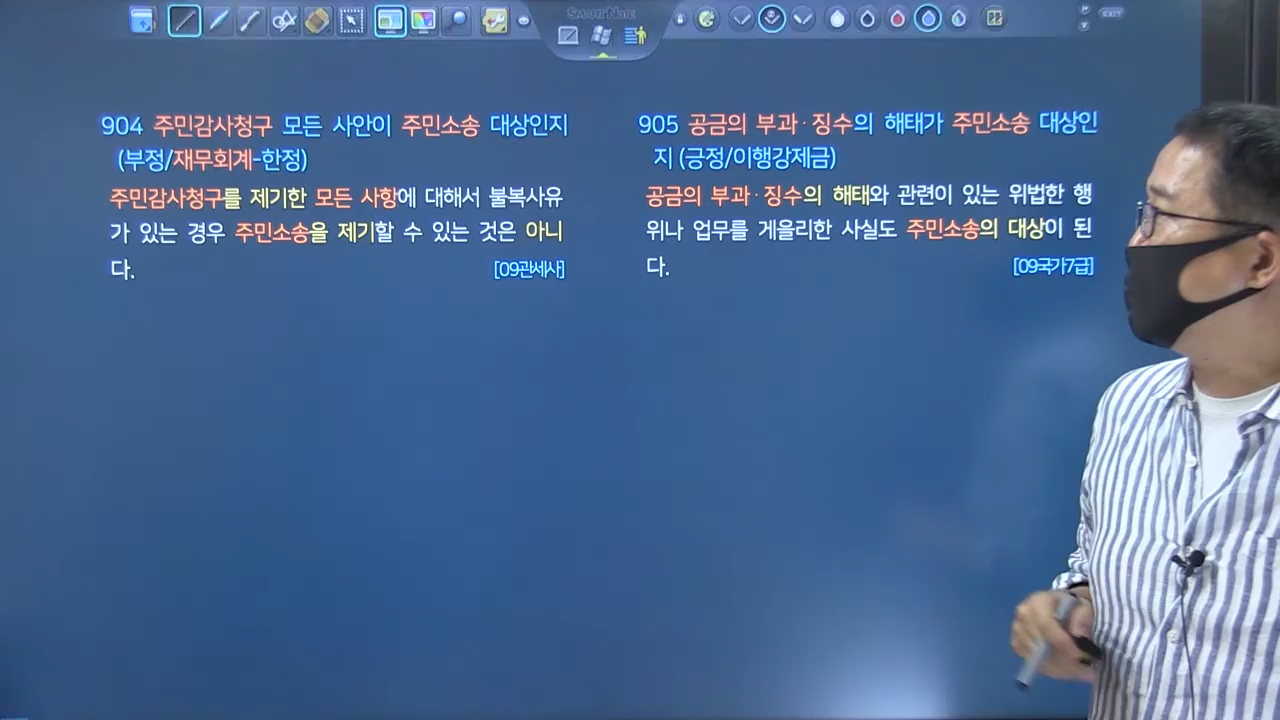 SMARTNOTE
EXIT
904 주민감사청구 모든 사안이 주민소송 대상인지
(부정/재무회계-한정)
주민감사청구를 제기한 모든 사항에 대해서 불복사유
가 있는 경우 주민소송을 제기할 수 있는 것은 아니
다. [09관세사]
905 공금의 부과·징수의 해태가 주민소송 대상인
지 (긍정/이행강제금)
공금의 부과·징수의 해태와 관련이 있는 위법한 행
위나 업무를 게을리한 사실도 주민소송의 대상이 된
다. [09국가7급]